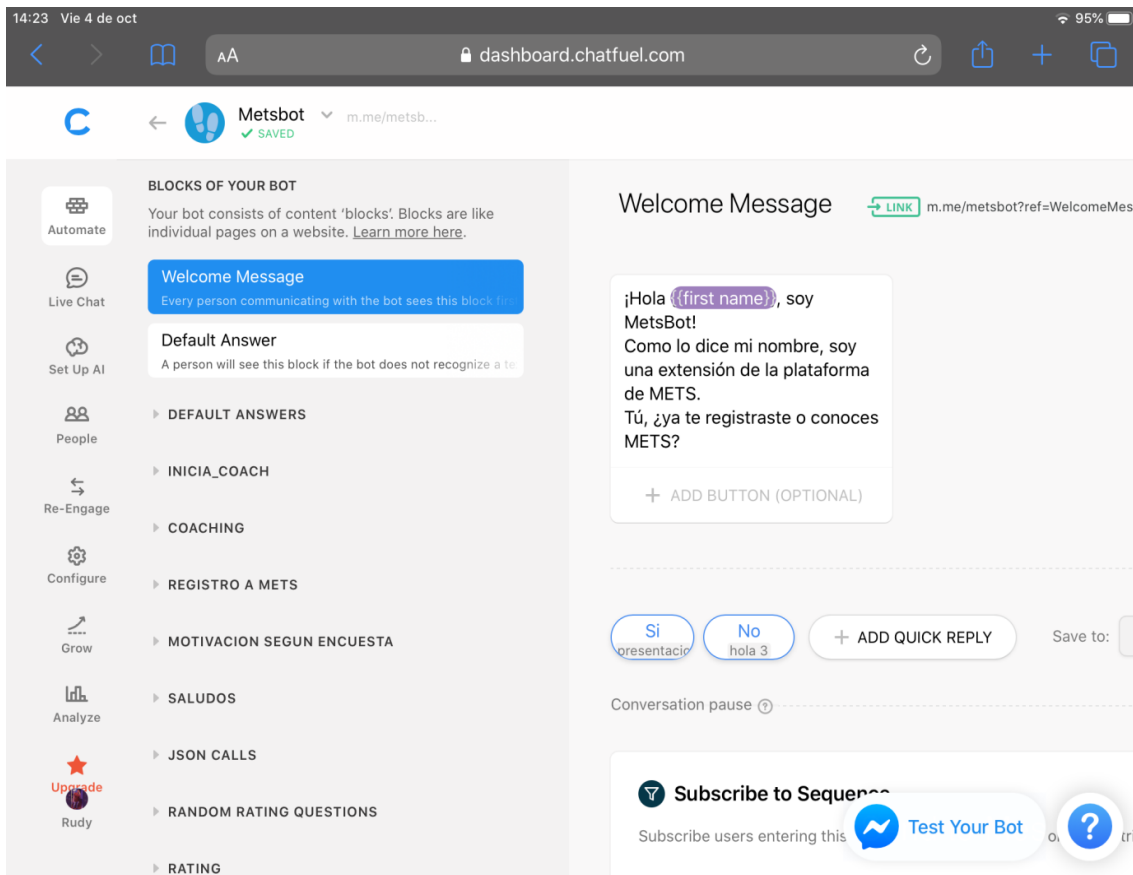 14:23 Vie 4 de oct
95%
AA
dashboard.chatfuel.com
Metsbot
m.me/metsb...
SAVED
Automate
Live Chat
Set Up AI
People
Re-Engage
Configure
Grow
Analyze
Upgrade
Rudy
BLOCKS OF YOUR BOT
Your bot consists of content ‘blocks’. Blocks are like
individual pages on a website. Learn more here.
Welcome Message
Every person communicating with the bot sees this block first
Default Answer
A person will see this block if the bot does not recognize a te
DEFAULT ANSWERS
INICIA_COACH
COACHING
REGISTRO A METS
MOTIVACION SEGUN ENCUESTA
SALUDOS
JSON CALLS
RANDOM RATING QUESTIONS
RATING
Welcome Message
LINK
m.me/metsbot?ref=WelcomeMes
¡Hola {{first name}}, soy
MetsBot!
Como lo dice mi nombre, soy
una extensión de la plataforma
de METS.
Tú, ¿ya te registraste o conoces
METS?
+ ADD BUTTON (OPTIONAL)
Si
presentacio
No
hola 3
+ ADD QUICK REPLY
Save to:
Conversation pause ?
Subscribe to Sequence
Subscribe users entering this
Test Your Bot
?